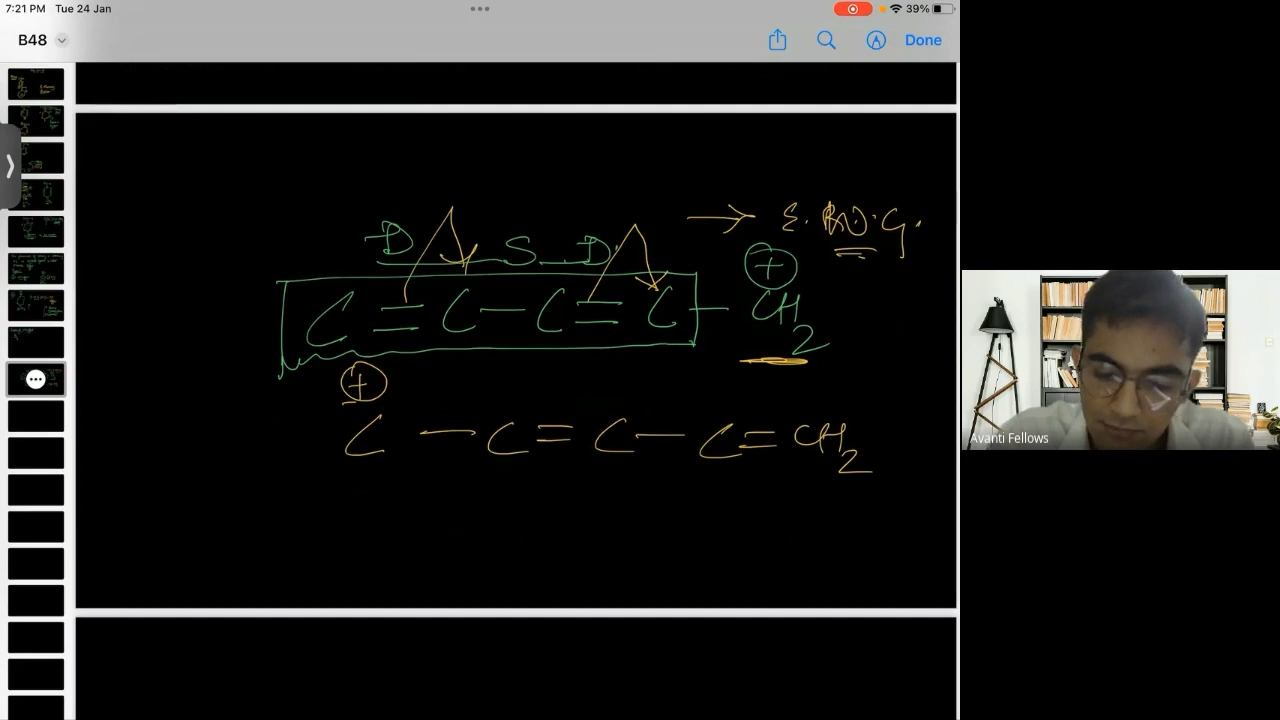 7:21 PM Tue 24 Jan
39%
B48
Done
→ E. R.D.G.
D S D
⊕
C = C - C = C - CH2
⊕
C - C = C - C = CH2
Avanti Fellows